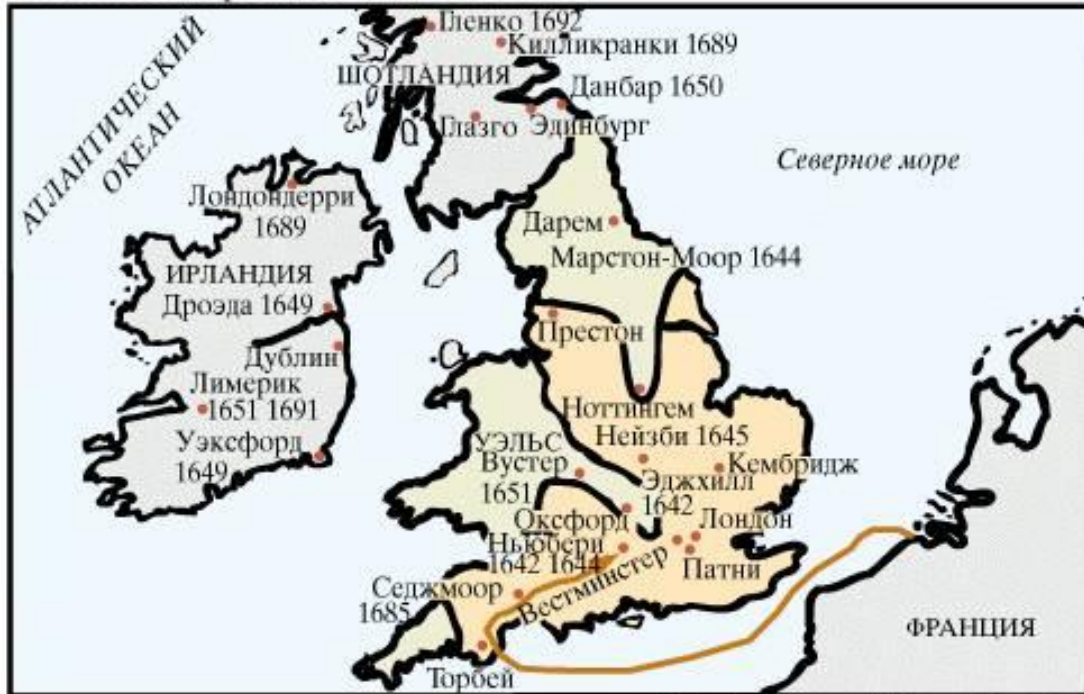 Гленко 1692
Килликранки 1689
ШОТЛАНДИЯ
Данбар 1650
Глазго
Эдинбург
АТЛАНТИЧЕСКИЙ
ОКЕАН
Северное море
Лондондерри
1689
Дарем
Марстон-Моор 1644
ИРЛАНДИЯ
Дроэда 1649
Престон
Дублин
Лимерик
1651 1691
Ноттингем
Нейзби 1645
Уэксфорд
1649
УЭЛЬС
Вустер
1651
Кембридж
Эджхилл
1642
Оксфорд
Лондон
Ньюбери
1642 1644
Патни
Вестминстер
Седжмоор
1685
Торбей
ФРАНЦИЯ